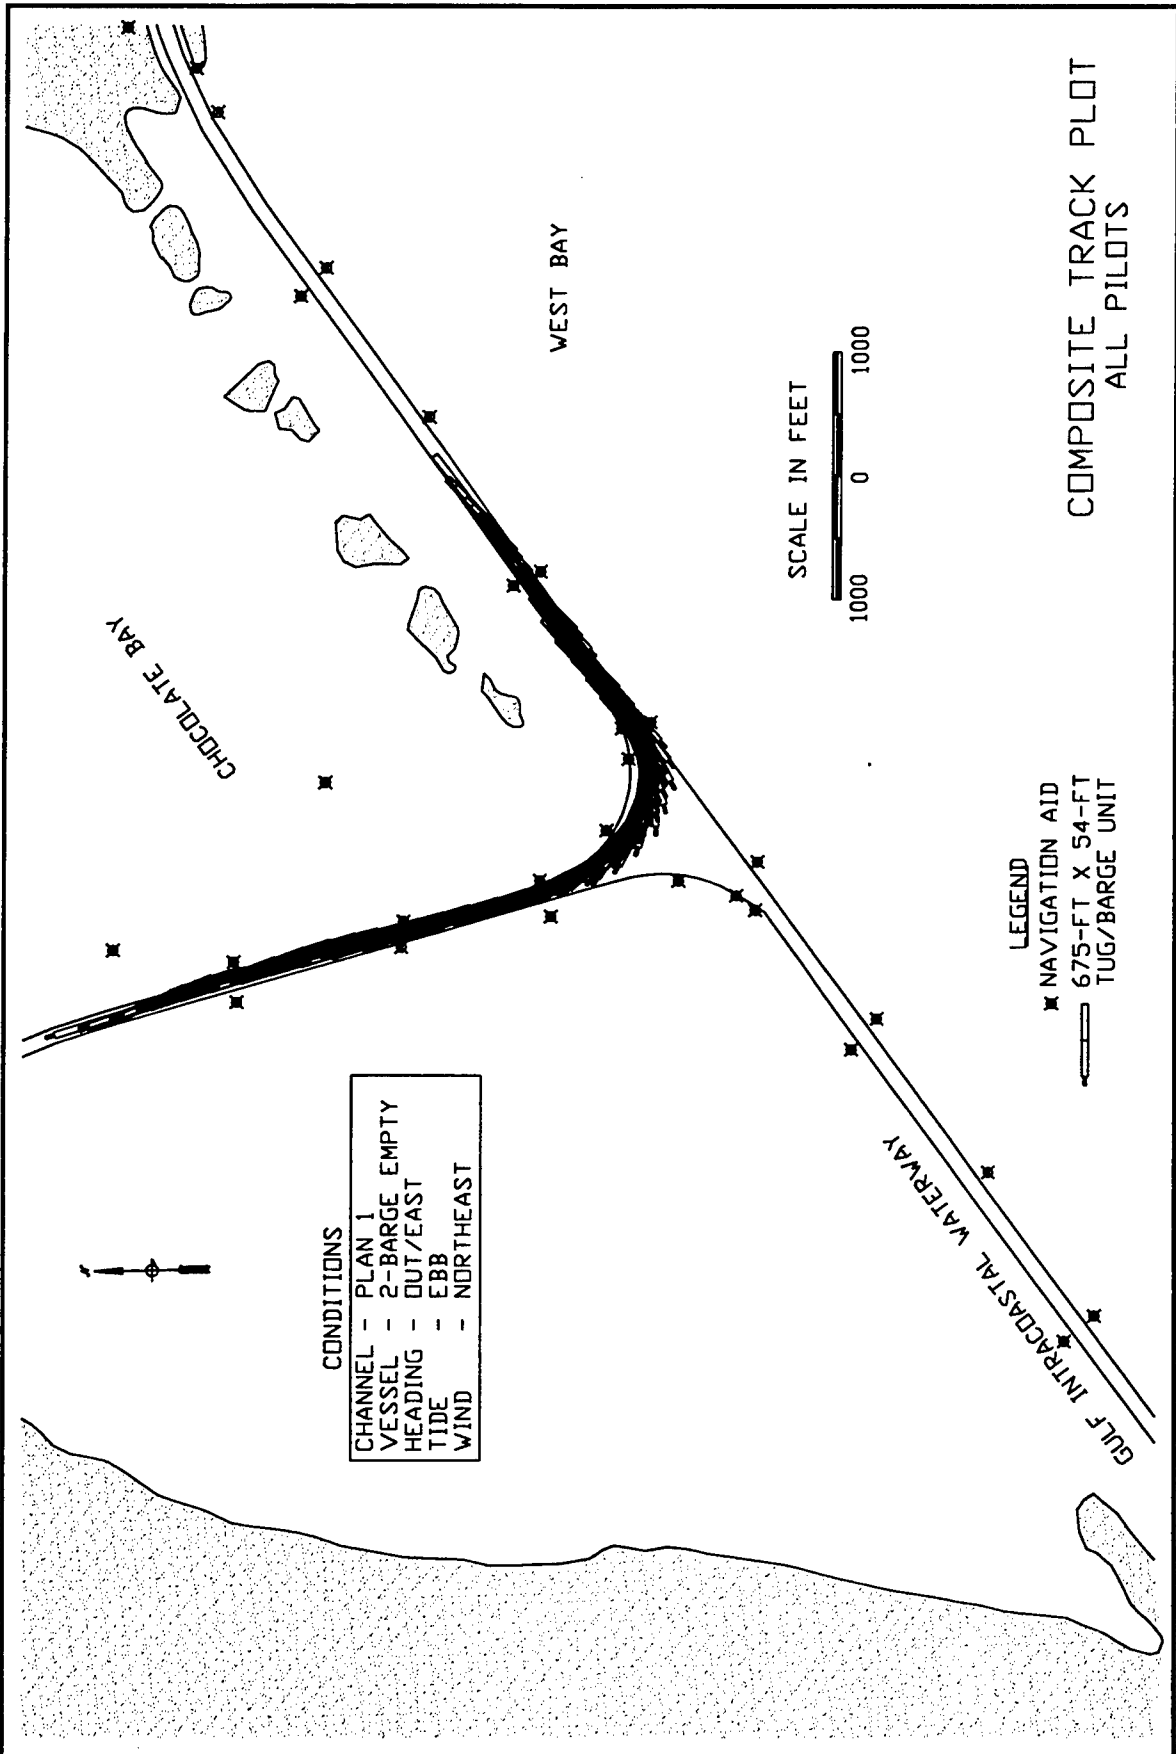 CHOCOLATE BAY
WEST BAY
GULF INTRACOASTAL WATERWAY
N
CONDITIONS
CHANNEL - PLAN 1
VESSEL - 2-BARGE EMPTY
HEADING - OUT/EAST
TIDE - EBB
WIND - NORTHEAST
SCALE IN FEET
1000 0 1000
LEGEND
NAVIGATION AID
675-FT X 54-FT
TUG/BARGE UNIT
COMPOSITE TRACK PLOT
ALL PILOTS